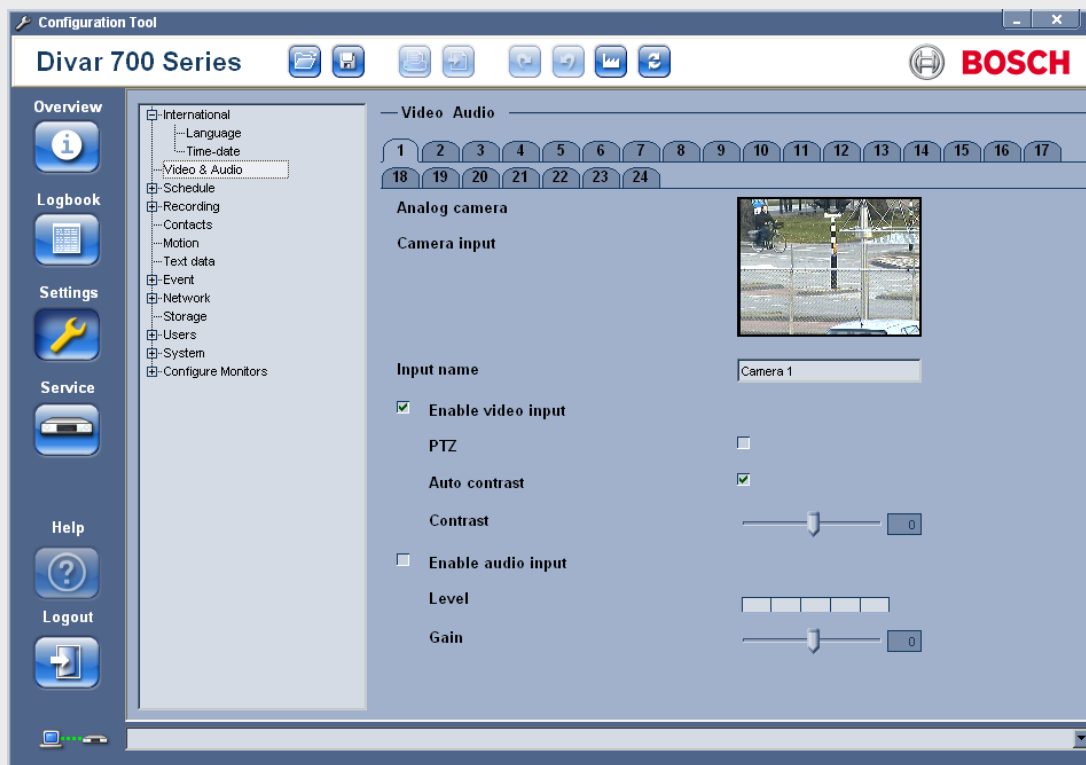 Configuration Tool
Divar 700 Series
BOSCH
Overview
Logbook
Settings
Service
Help
Logout
International
Language
Time-date
Video & Audio
Schedule
Recording
Contacts
Motion
Text data
Event
Network
Storage
Users
System
Configure Monitors
Video Audio
1 2 3 4 5 6 7 8 9 10 11 12 13 14 15 16 17
18 19 20 21 22 23 24
Analog camera
Camera input
Input name Camera 1
Enable video input
PTZ
Auto contrast
Contrast 0
Enable audio input
Level
Gain 0